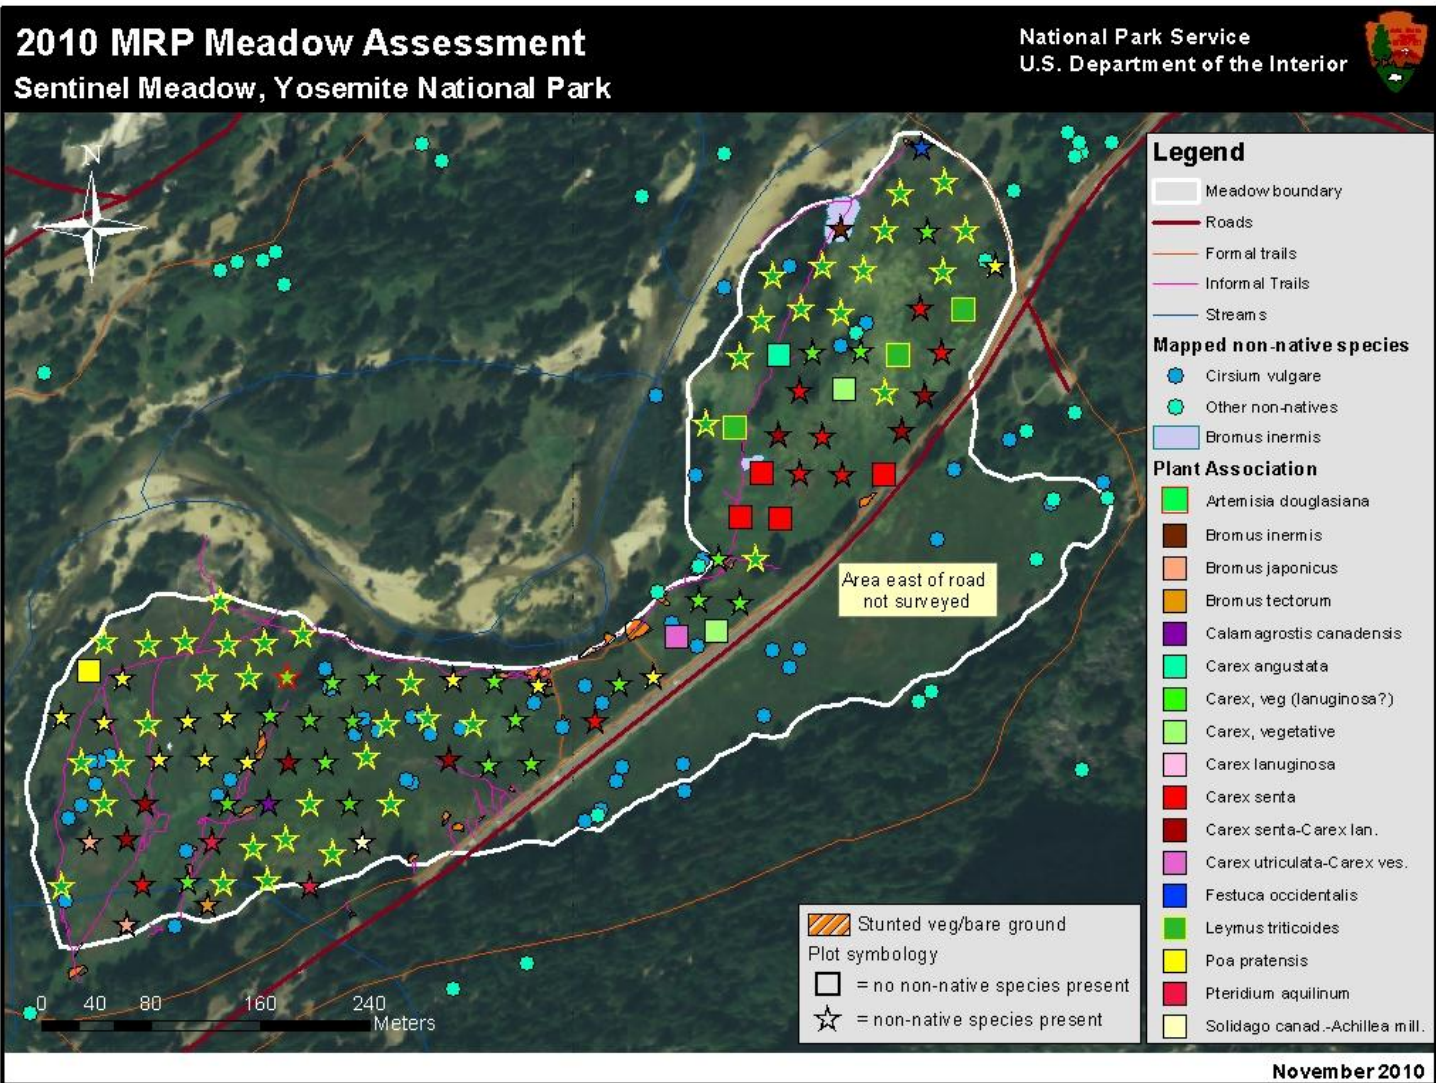 2010 MRP Meadow Assessment
Sentinel Meadow, Yosemite National Park
National Park Service
U.S. Department of the Interior
N
Legend
Meadow boundary
Roads
Formal trails
Informal Trails
Streams
Mapped non-native species
Cirsium vulgare
Other non-natives
Bromus inermis
Plant Association
Artemisia douglasiana
Bromus inermis
Bromus japonicus
Bromus tectorum
Calamagrostis canadensis
Carex angustata
Carex, veg (lanuginosa?)
Carex, vegetative
Carex lanuginosa
Carex senta
Carex senta-Carex lan.
Carex utriculata-Carex ves.
Festuca occidentalis
Leymus triticoides
Poa pratensis
Pteridium aquilinum
Solidago canad.-Achillea mill.
Area east of road
not surveyed
Stunted veg/bare ground
Plot symbology
= no non-native species present
= non-native species present
0 40 80 160 240
Meters
November 2010